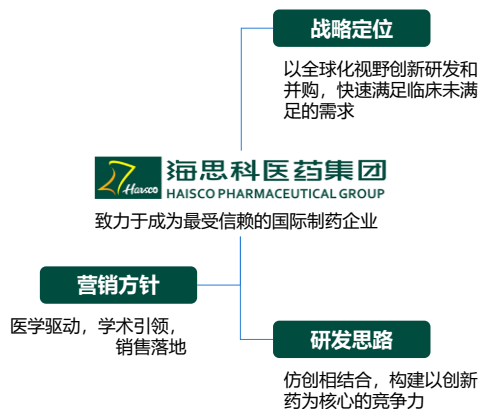 战略定位
以全球化视野创新研发和
并购，快速满足临床未满
足的需求
Haisco
海思科医药集团
HAISCO PHARMACEUTICAL GROUP
致力于成为最受信赖的国际制药企业
营销方针
医学驱动，学术引领，
销售落地
研发思路
仿创相结合，构建以创新
药为核心的竞争力